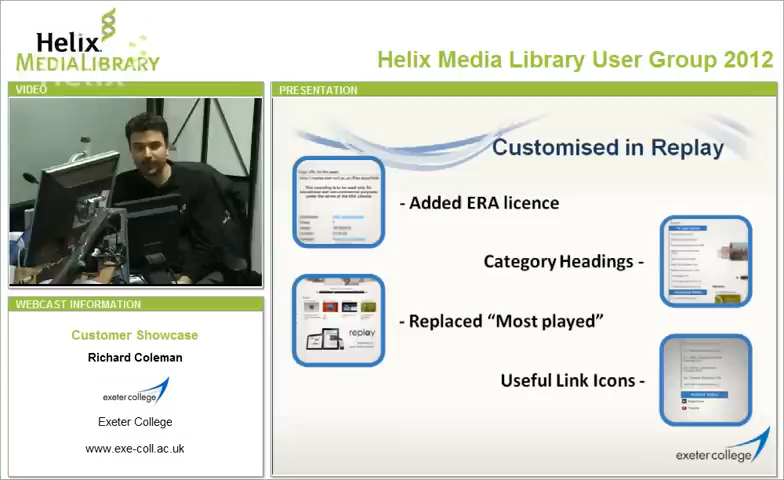 Helix
MEDIALIBRARY
Helix Media Library User Group 2012
VIDEO
PRESENTATION
Customised in Replay
- Added ERA licence
Category Headings -
- Replaced “Most played”
replay
Useful Link Icons -
WEBCAST INFORMATION
Customer Showcase
Richard Coleman
exeter college
Exeter College
www.exe-coll.ac.uk
exeter college